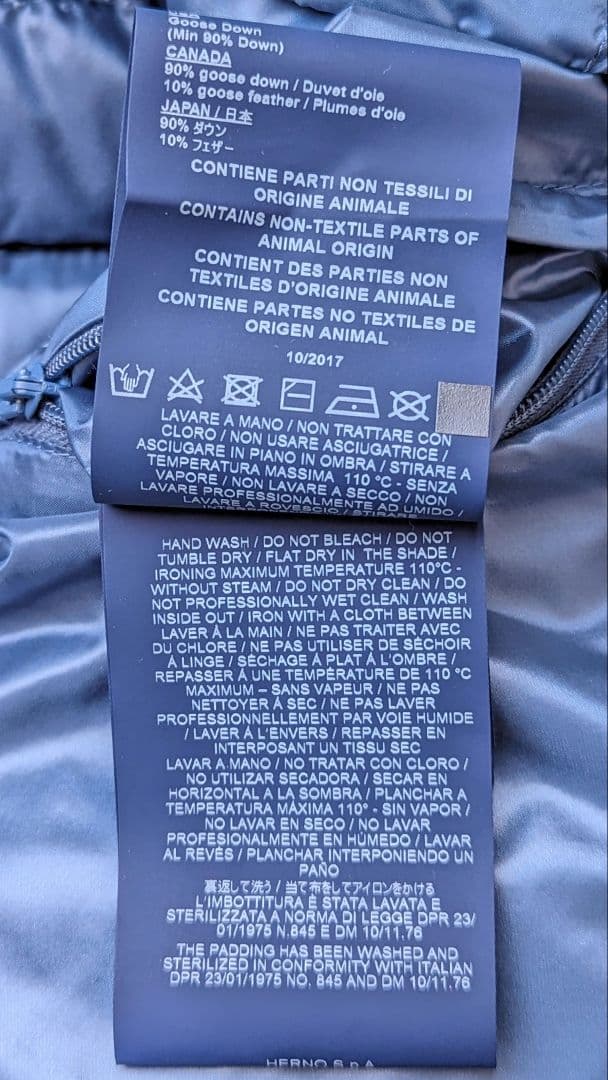 Goose Down
(Min 90% Down)
CANADA
90% goose down / Duvet d'oie
10% goose feather / Plumes d'oie
JAPAN / 日本
90% ダウン
10% フェザー
CONTIENE PARTI NON TESSILI DI
ORIGINE ANIMALE
CONTAINS NON-TEXTILE PARTS OF
ANIMAL ORIGIN
CONTIENT DES PARTIES NON
TEXTILES D'ORIGINE ANIMALE
CONTIENE PARTES NO TEXTILES DE
ORIGEN ANIMAL
10/2017
LAVARE A MANO / NON TRATTARE CON
CLORO / NON USARE ASCIUGATRICE /
ASCIUGARE IN PIANO IN OMBRA / STIRARE A
TEMPERATURA MASSIMA 110 °C - SENZA
VAPORE / NON LAVARE A SECCO / NON
LAVARE PROFESSIONALMENTE AD UMIDO /
LAVARE A ROVESCIO / STIRARE
HAND WASH / DO NOT BLEACH / DO NOT
TUMBLE DRY / FLAT DRY IN THE SHADE /
IRONING MAXIMUM TEMPERATURE 110°C -
WITHOUT STEAM / DO NOT DRY CLEAN / DO
NOT PROFESSIONALLY WET CLEAN / WASH
INSIDE OUT / IRON WITH A CLOTH BETWEEN
LAVER À LA MAIN / NE PAS TRAITER AVEC
DU CHLORE / NE PAS UTILISER DE SÉCHOIR
À LINGE / SÉCHAGE À PLAT À L'OMBRE /
REPASSER À UNE TEMPÉRATURE DE 110 °C
MAXIMUM – SANS VAPEUR / NE PAS
NETTOYER À SEC / NE PAS LAVER
PROFESSIONNELLEMENT PAR VOIE HUMIDE
/ LAVER À L'ENVERS / REPASSER EN
INTERPOSANT UN TISSU SEC
LAVAR A MANO / NO TRATAR CON CLORO /
NO UTILIZAR SECADORA / SECAR EN
HORIZONTAL A LA SOMBRA / PLANCHAR A
TEMPERATURA MÁXIMA 110° - SIN VAPOR /
NO LAVAR EN SECO / NO LAVAR
PROFESIONALMENTE EN HÚMEDO / LAVAR
AL REVÉS / PLANCHAR INTERPONIENDO UN
PAÑO
裏返して洗う / 当て布をしてアイロンをかける
L'IMBOTTITURA È STATA LAVATA E
STERILIZZATA A NORMA DI LEGGE DPR 23/
01/1975 N.845 E DM 10/11.76
THE PADDING HAS BEEN WASHED AND
STERILIZED IN CONFORMITY WITH ITALIAN
DPR 23/01/1975 NO. 845 AND DM 10/11.76
HERNO S.p.A.